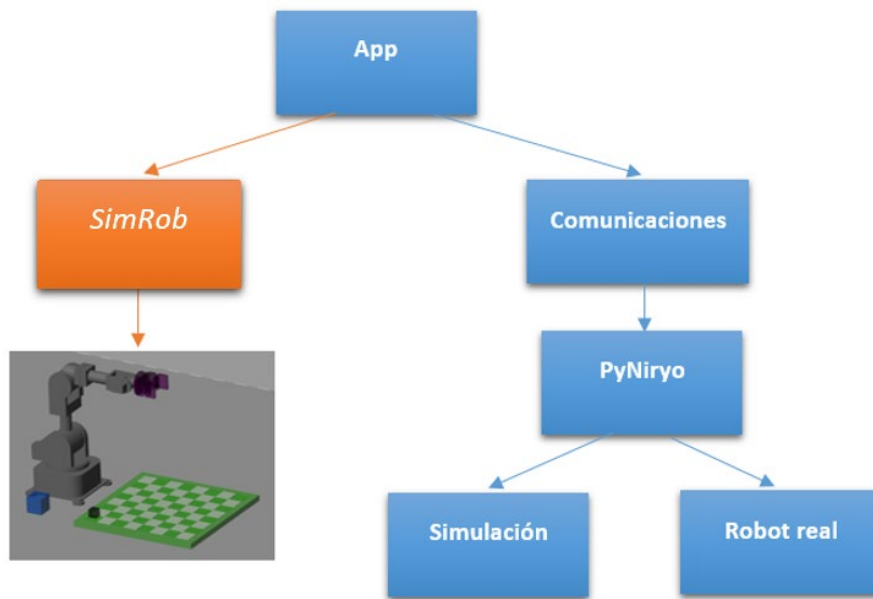 App
SimRob
Comunicaciones
PyNiryo
Simulación
Robot real